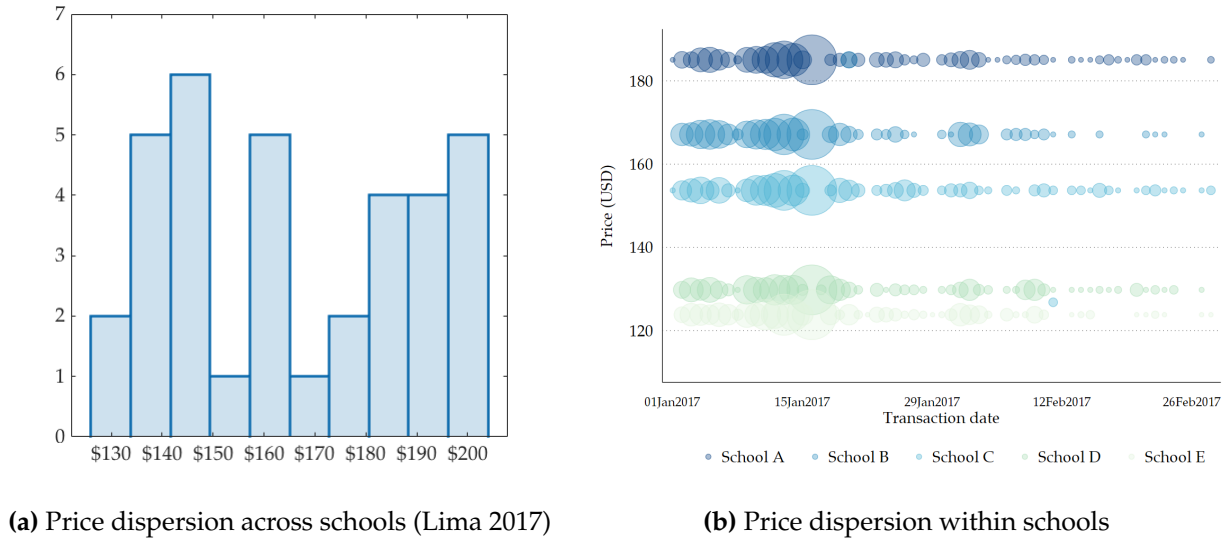 7
6
5
4
3
2
1
0
$130 $140 $150 $160 $170 $180 $190 $200
(a) Price dispersion across schools (Lima 2017)
Price (USD)
180
160
140
120
01Jan2017 15Jan2017 29Jan2017 12Feb2017 26Feb2017
Transaction date
School A School B School C School D School E
(b) Price dispersion within schools